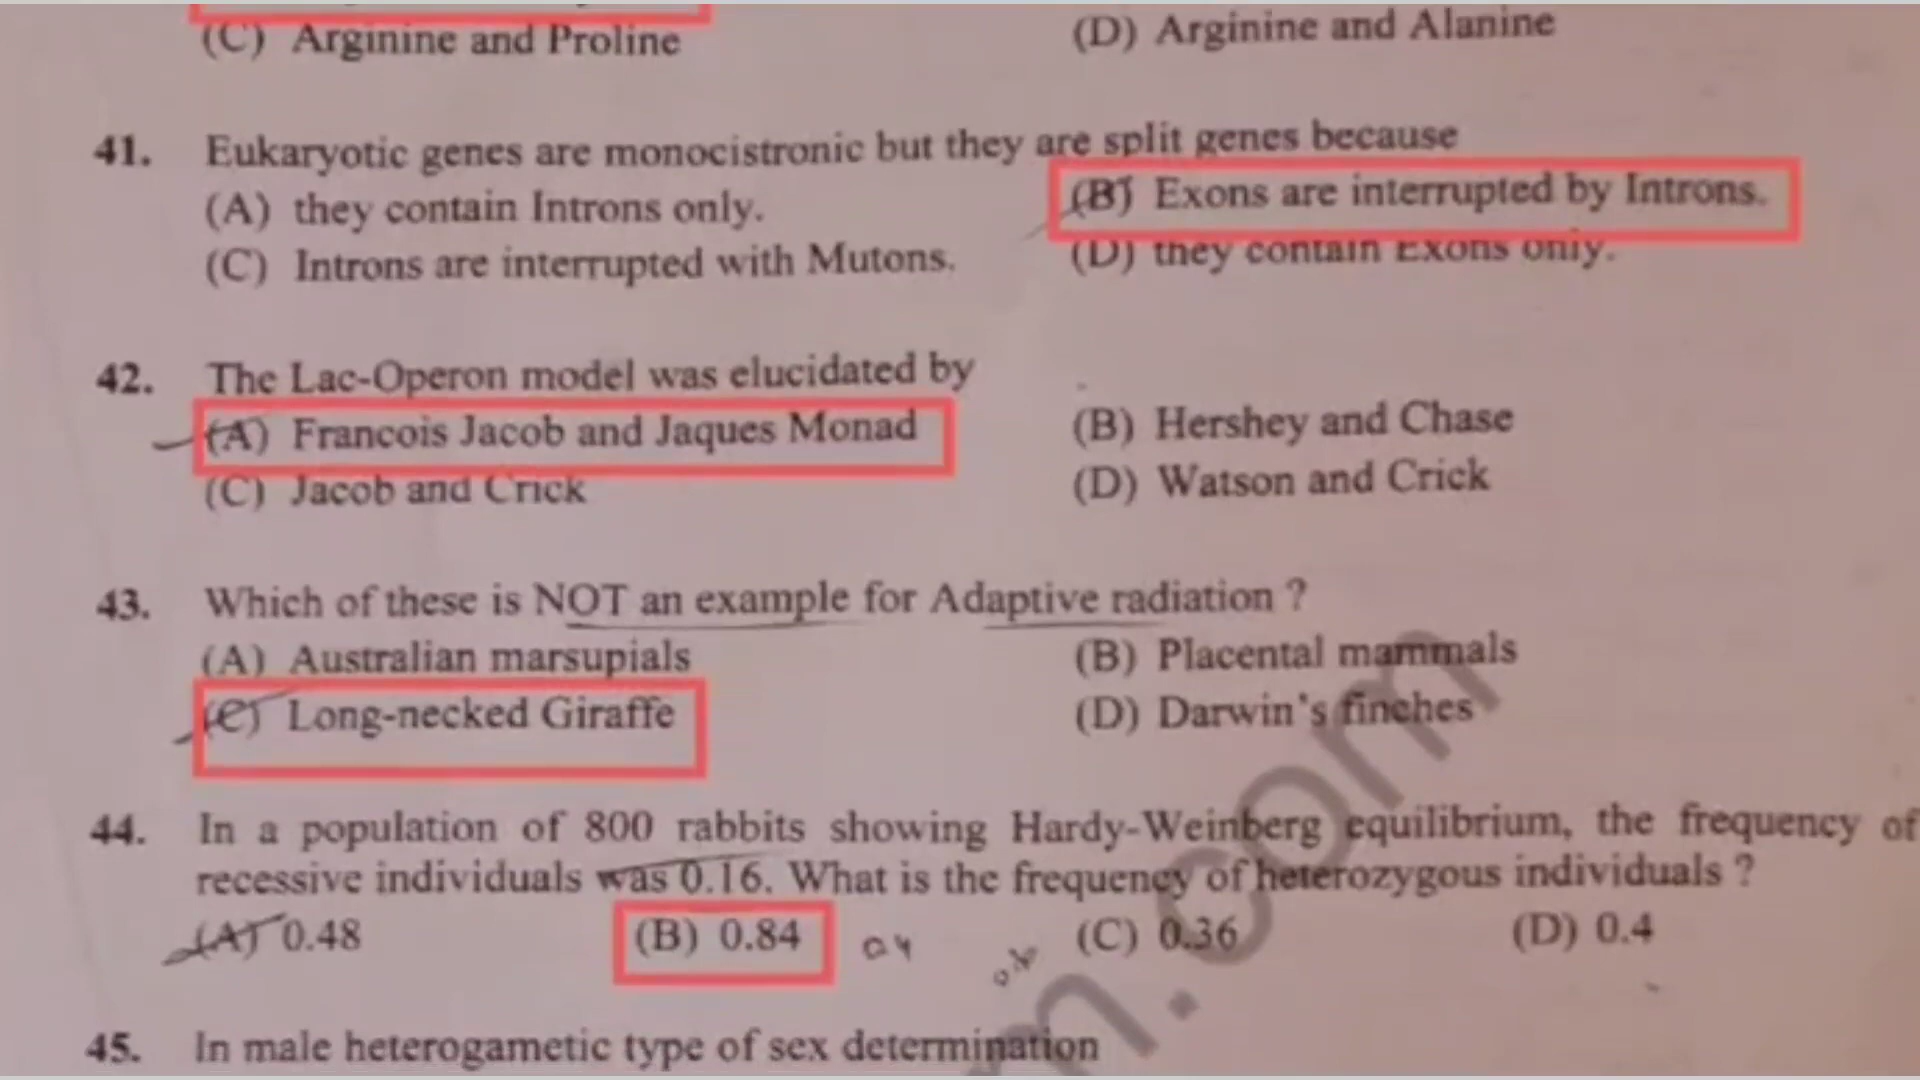 (C) Arginine and Proline (D) Arginine and Alanine
41. Eukaryotic genes are monocistronic but they are split genes because
(A) they contain Introns only. (B) Exons are interrupted by Introns.
(C) Introns are interrupted with Mutons. (D) they contain Exons only.
42. The Lac-Operon model was elucidated by
(A) Francois Jacob and Jaques Monad (B) Hershey and Chase
(C) Jacob and Crick (D) Watson and Crick
43. Which of these is NOT an example for Adaptive radiation ?
(A) Australian marsupials (B) Placental mammals
(C) Long-necked Giraffe (D) Darwin's finches
44. In a population of 800 rabbits showing Hardy-Weinberg equilibrium, the frequency of
recessive individuals was 0.16. What is the frequency of heterozygous individuals ?
(A) 0.48 (B) 0.84 (C) 0.36 (D) 0.4
45. In male heterogametic type of sex determination
m.com